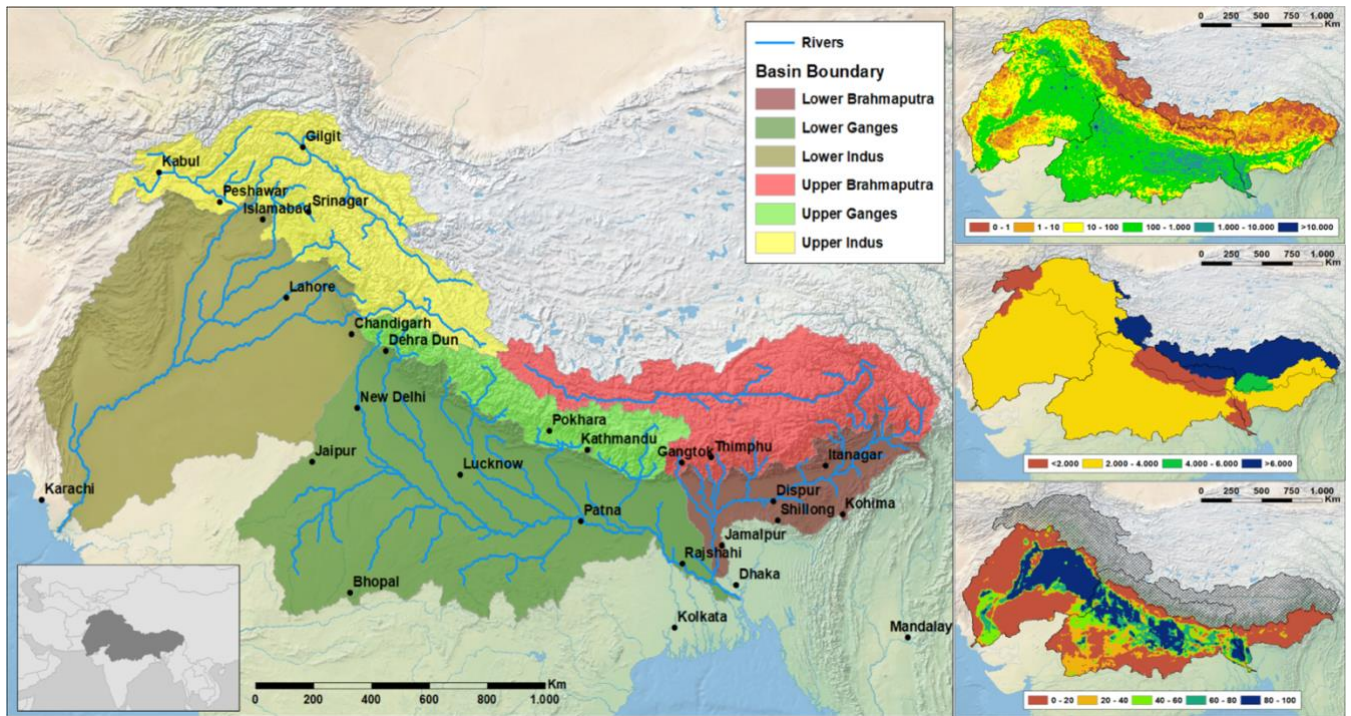 Rivers
Basin Boundary
Lower Brahmaputra
Lower Ganges
Lower Indus
Upper Brahmaputra
Upper Ganges
Upper Indus
Gilgit
Kabul
Peshawar
Srinagar
Islamabad
Lahore
Chandigarh
Dehra Dun
New Delhi
Pokhara
Kathmandu
Gangtok
Thimphu
Itanagar
Jaipur
Lucknow
Karachi
Dispur
Patna
Shillong
Kohima
Jamalpur
Rajshahi
Bhopal
Dhaka
Kolkata
Mandalay
Km
0 200 400 600 800 1.000
0 250 500 750 1.000
Km
0 - 1 1 - 10 10 - 100 100 - 1.000 1.000 - 10.000 >10.000
0 250 500 750 1.000
Km
<2.000 2.000 - 4.000 4.000 - 6.000 >6.000
0 250 500 750 1.000
Km
0 - 20 20 - 40 40 - 60 60 - 80 80 - 100